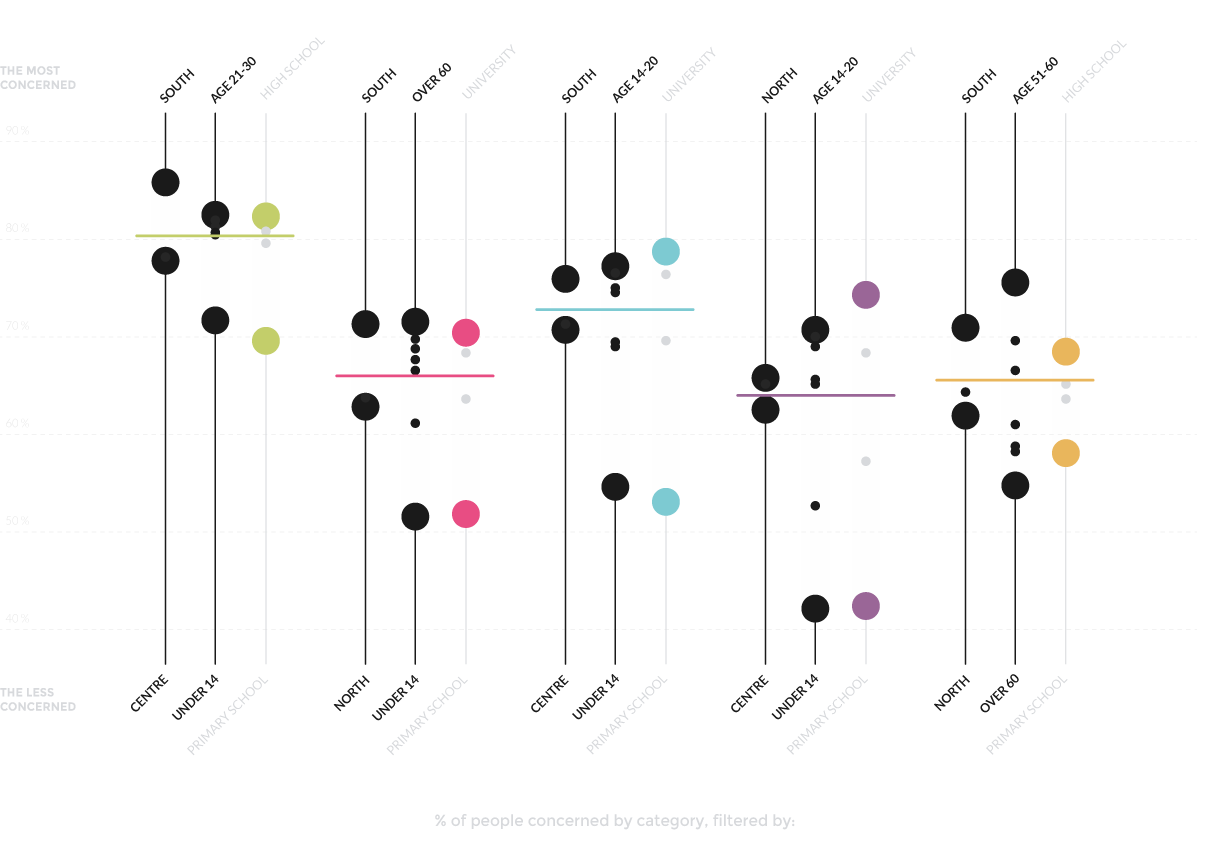 THE MOST
CONCERNED
SOUTH
AGE 21-30
HIGH SCHOOL
SOUTH
OVER 60
UNIVERSITY
SOUTH
AGE 14-20
UNIVERSITY
NORTH
AGE 14-20
UNIVERSITY
SOUTH
AGE 51-60
HIGH SCHOOL
90%
80%
70%
60%
50%
40%
THE LESS
CONCERNED
CENTRE
UNDER 14
PRIMARY SCHOOL
NORTH
UNDER 14
PRIMARY SCHOOL
CENTRE
UNDER 14
PRIMARY SCHOOL
CENTRE
UNDER 14
PRIMARY SCHOOL
NORTH
OVER 60
PRIMARY SCHOOL
% of people concerned by category, filtered by: